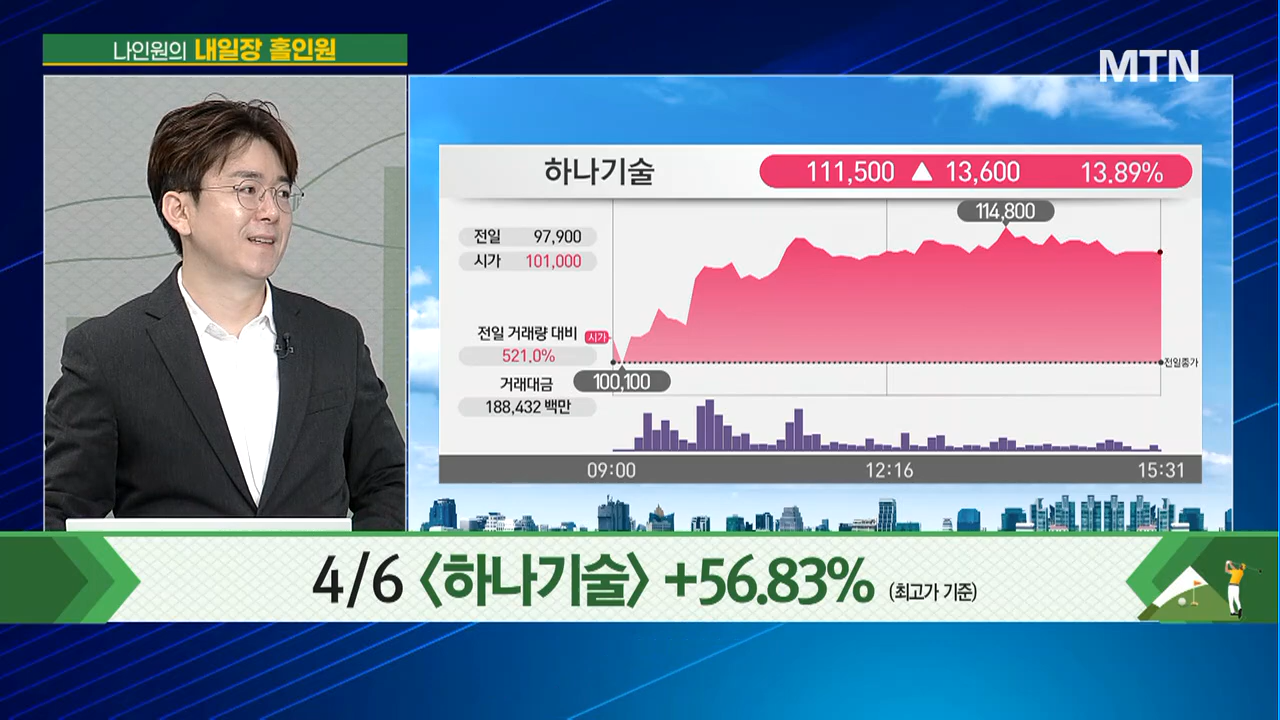 나인원의 내일장 홀인원
MTN
하나기술 111,500 ▲ 13,600 13.89%
114,800
전일 97,900
시가 101,000
전일 거래량 대비
시가
521.0%
전일종가
거래대금
100,100
188,432 백만
09:00 12:16 15:31
4/6 <하나기술> +56.83% (최고가 기준)